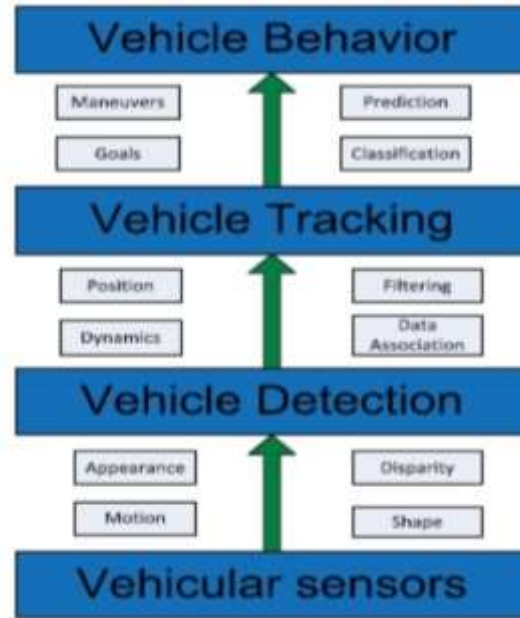 Vehicle Behavior
Maneuvers
Prediction
Goals
Classification
Vehicle Tracking
Position
Filtering
Dynamics
Data
Association
Vehicle Detection
Appearance
Disparity
Motion
Shape
Vehicular sensors